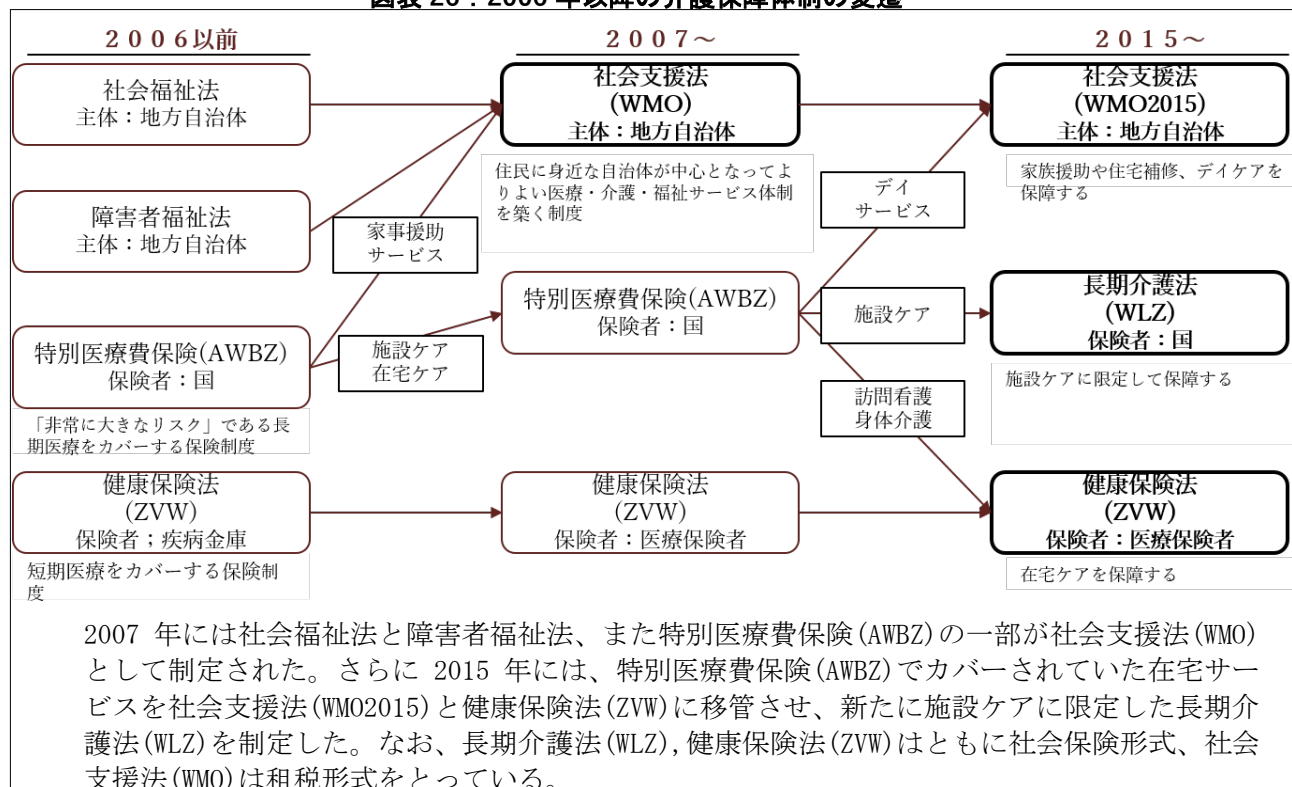 図表 26：2006 年以降の介護保障体制の変遷
２００６以前
２００７～
２０１５～
社会福祉法
主体：地方自治体
社会支援法
(WMO)
主体：地方自治体
社会支援法
(WMO2015)
主体：地方自治体
住民に身近な自治体が中心となってよ
りよい医療・介護・福祉サービス体制
を築く制度
家族援助や住宅補修、デイケアを
保障する
デイ
サービス
障害者福祉法
主体：地方自治体
家事援助
サービス
特別医療費保険(AWBZ)
保険者：国
施設ケア
長期介護法
(WLZ)
保険者：国
特別医療費保険(AWBZ)
保険者：国
施設ケア
在宅ケア
施設ケアに限定して保障する
訪問看護
身体介護
「非常に大きなリスク」である長
期医療をカバーする保険制度
健康保険法
(ZVW)
保険者；疾病金庫
健康保険法
(ZVW)
保険者：医療保険者
健康保険法
(ZVW)
保険者：医療保険者
短期医療をカバーする保険制
度
在宅ケアを保障する
2007 年には社会福祉法と障害者福祉法、また特別医療費保険(AWBZ)の一部が社会支援法(WMO)
として制定された。さらに 2015 年には、特別医療費保険(AWBZ)でカバーされていた在宅サー
ビスを社会支援法(WMO2015)と健康保険法(ZVW)に移管させ、新たに施設ケアに限定した長期介
護法(WLZ)を制定した。なお、長期介護法(WLZ),健康保険法(ZVW)はともに社会保険形式、社会
支援法(WMO)は租税形式をとっている。